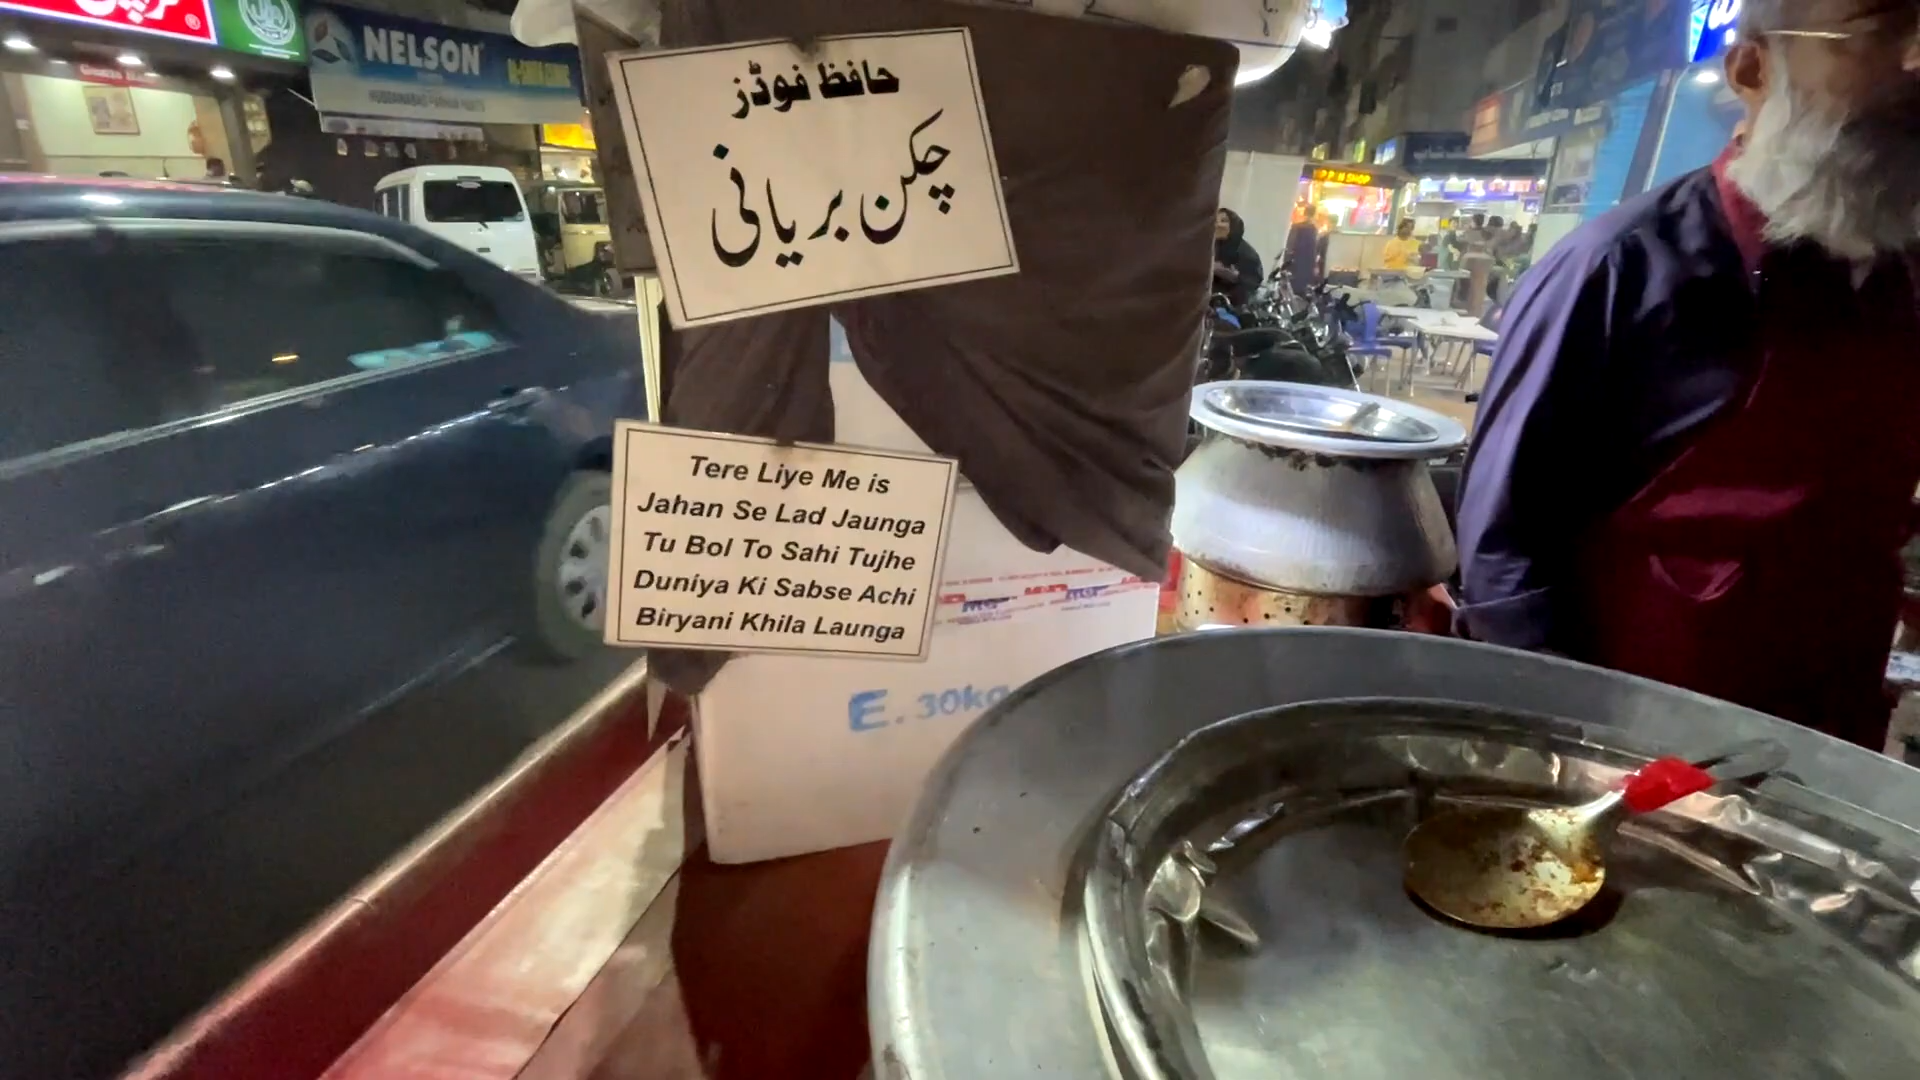 NELSON
حافظ فوڈز
چکن بریانی
Tere Liye Me is
Jahan Se Lad Jaunga
Tu Bol To Sahi Tujhe
Duniya Ki Sabse Achi
Biryani Khila Launga
E. 30kg